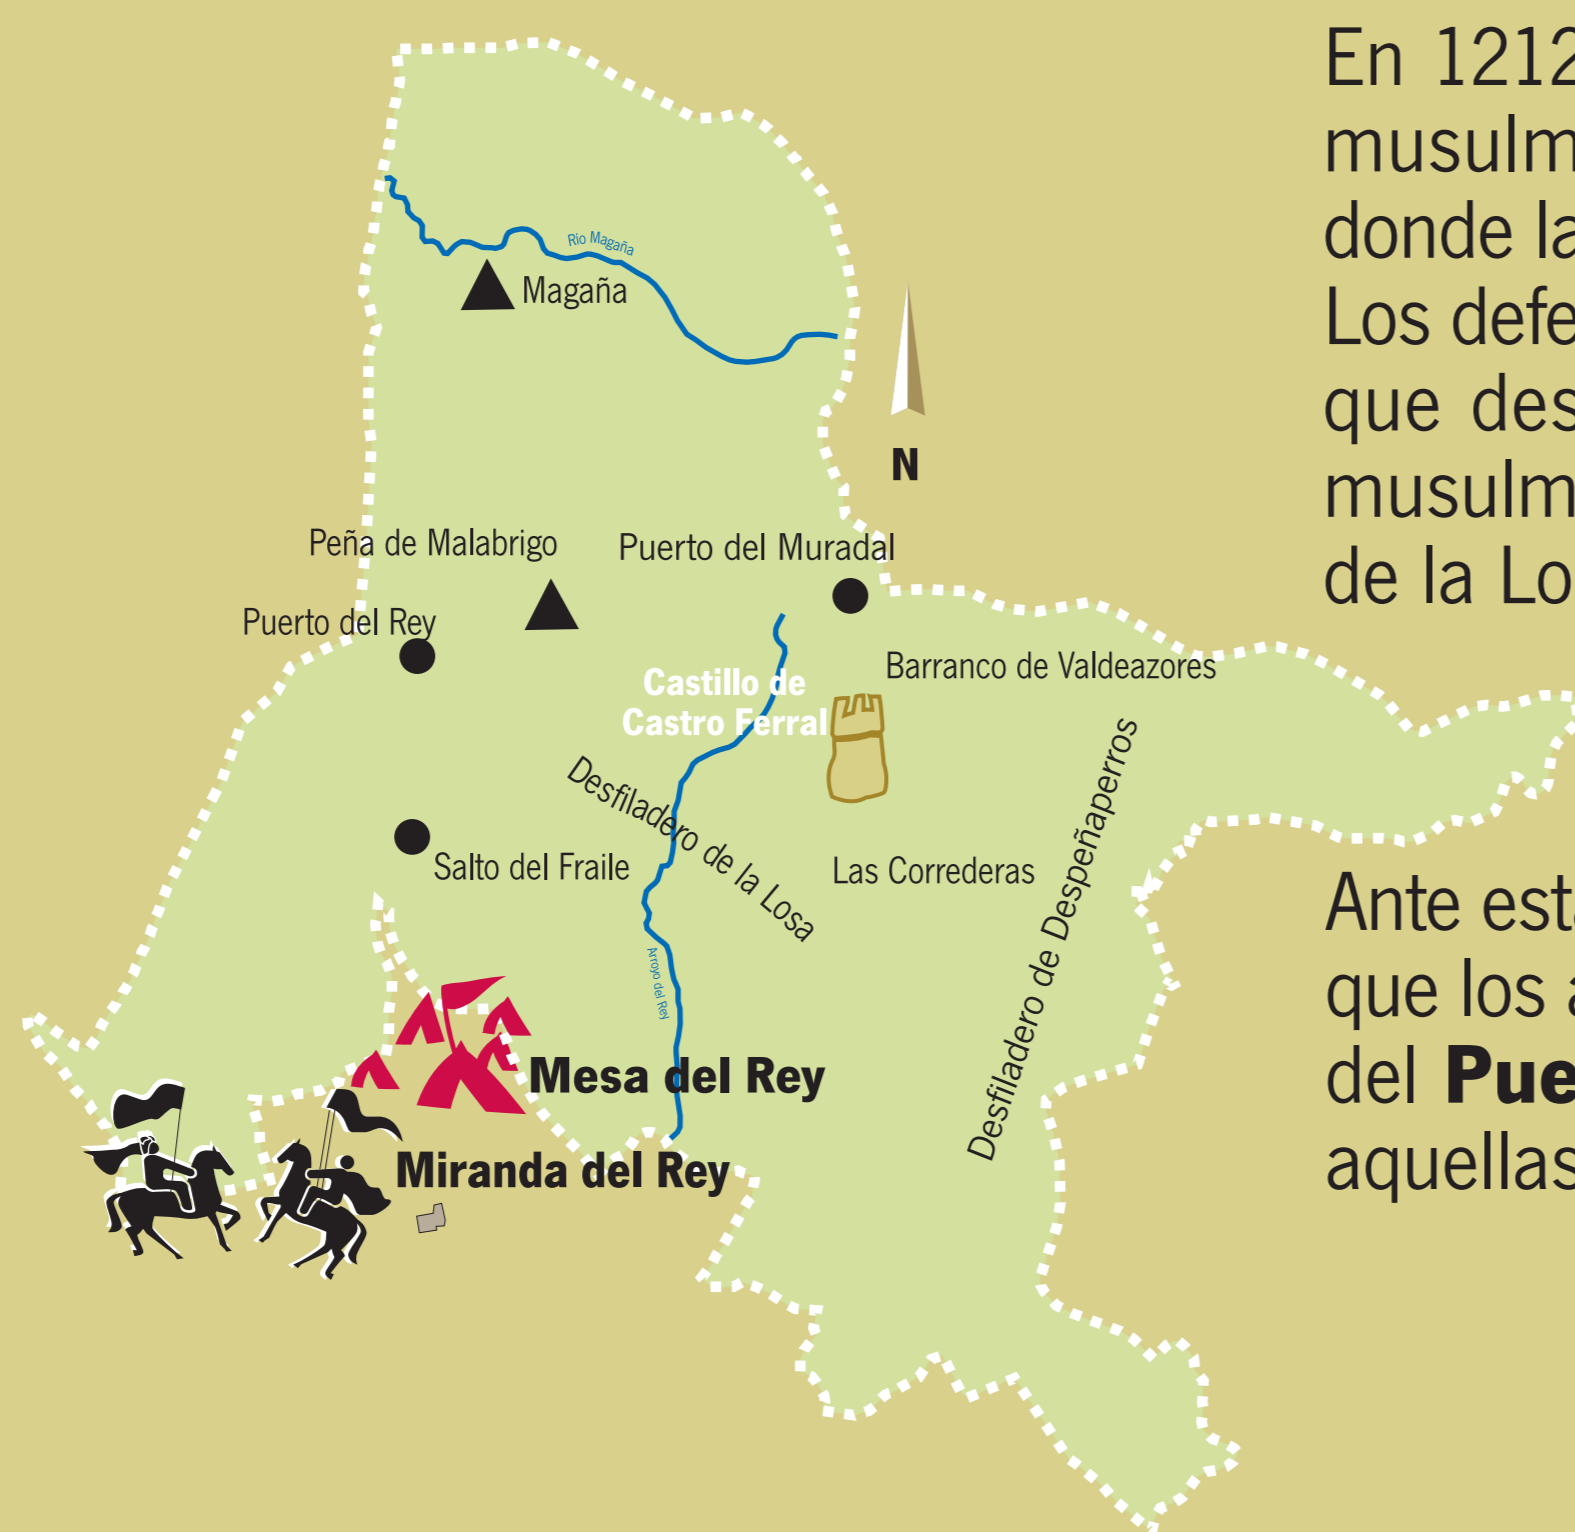 Río Magaña
Magaña
N
Peña de Malabrigo
Puerto del Muradal
Puerto del Rey
Barranco de Valdeazores
Castillo de
Castro Ferral
Desfiladero de la Losa
Desfiladero de Despeñaperros
Salto del Fraile
Las Correderas
Arroyo del Rey
Mesa del Rey
Miranda del Rey
En 1212
musulm
donde la
Los defe
que des
musulm
de la Lo
Ante est
que los a
del Pue
aquellas